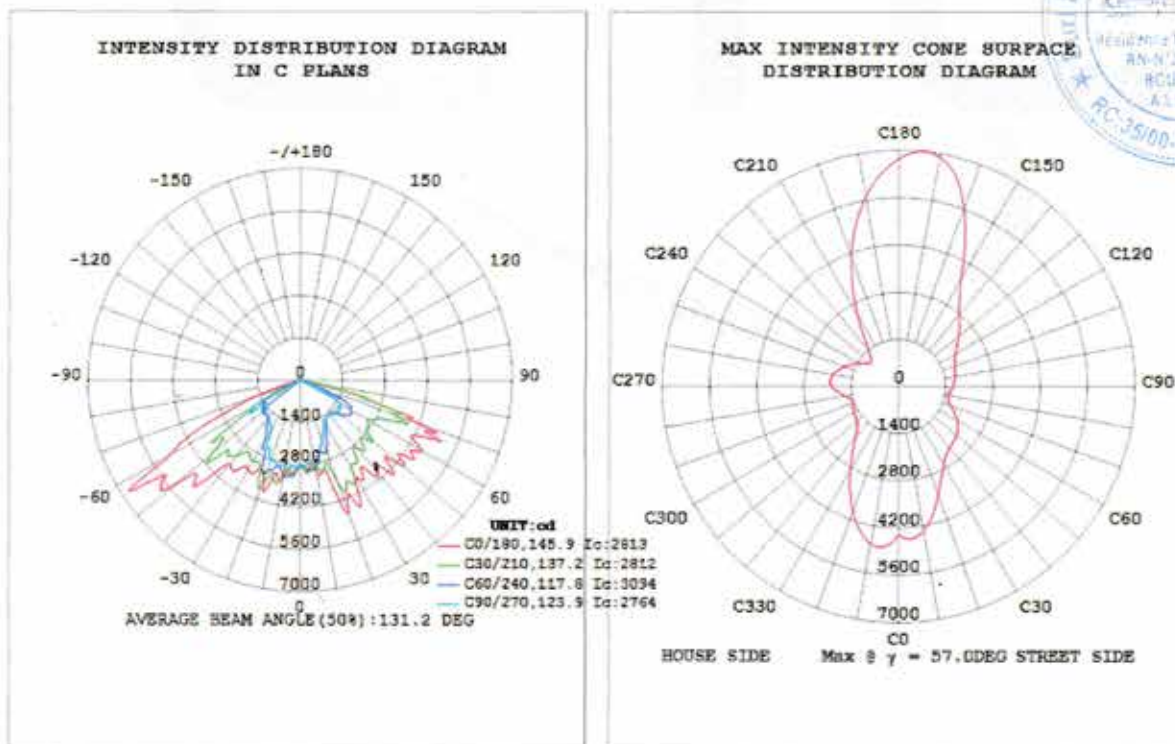 INTENSITY DISTRIBUTION DIAGRAM
IN C PLANS
-/+180
-150
150
-120
120
-90
0
90
1400
2800
-60
4200
60
5600
-30
7000
30
0
UNIT:cd
C0/180,145.9 Ic:2813
C30/210,137.2 Ic:2812
C60/240,117.8 Ic:3094
C90/270,123.9 Ic:2764
AVERAGE BEAM ANGLE(50%):131.2 DEG
MAX INTENSITY CONE SURFACE
DISTRIBUTION DIAGRAM
C180
C210
C150
C240
C120
C270
0
C90
1400
2800
C300
4200
C60
5600
C330
7000
C30
C0
HOUSE SIDE Max @ γ = 57.0DEG STREET SIDE
RC-35/00-